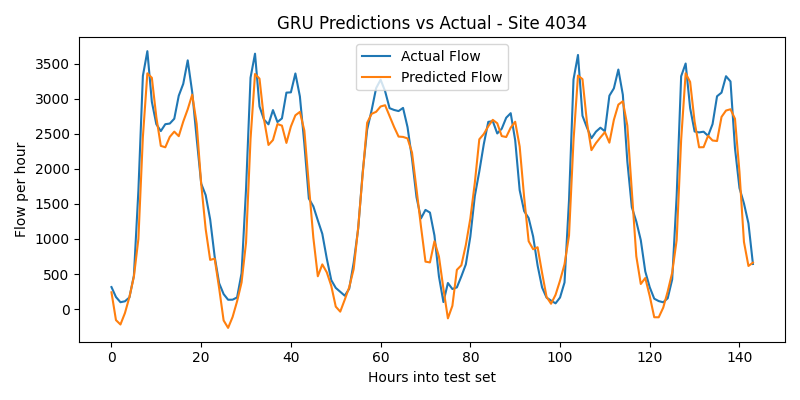 GRU Predictions vs Actual - Site 4034
Actual Flow
Predicted Flow
Flow per hour
3500
3000
2500
2000
1500
1000
500
0
0 20 40 60 80 100 120 140
Hours into test set